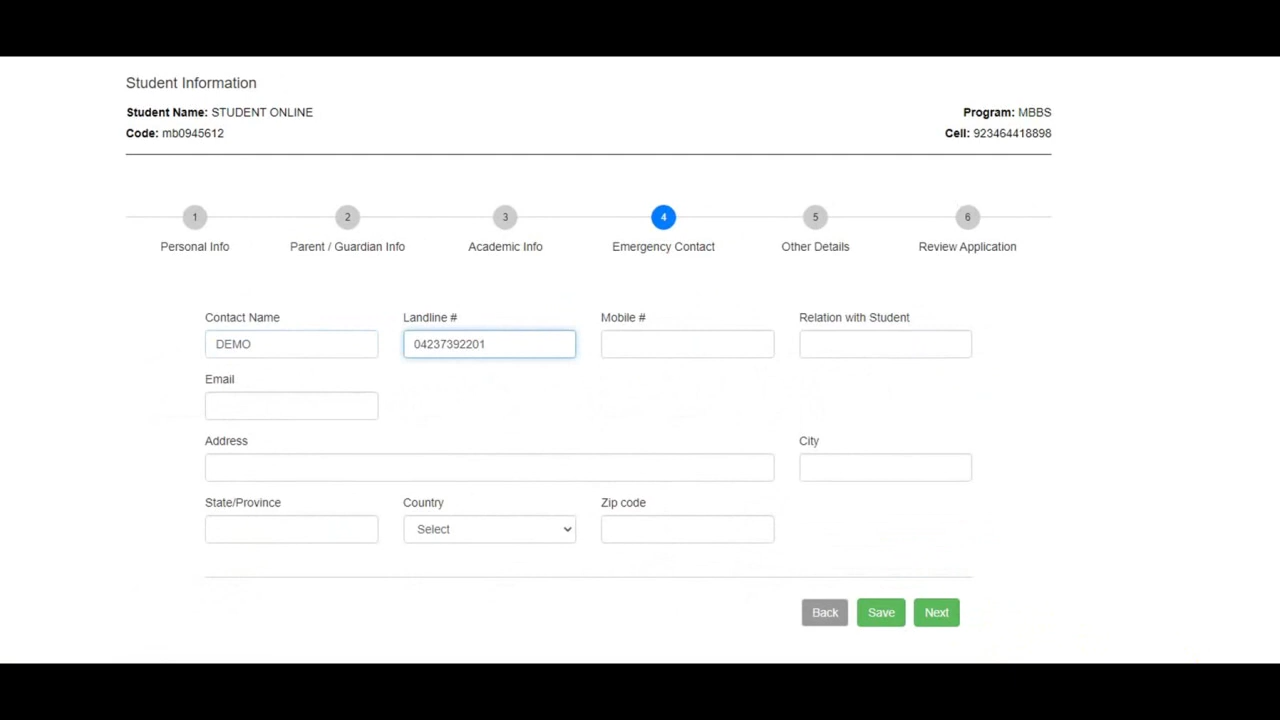 Student Information
Student Name: STUDENT ONLINE
Program: MBBS
Code: mb0945612
Cell: 923464418898
1 2 3 4 5 6
Personal Info Parent / Guardian Info Academic Info Emergency Contact Other Details Review Application
Contact Name Landline # Mobile # Relation with Student
DEMO 04237392201
Email
Address City
State/Province Country Zip code
Select
Back Save Next